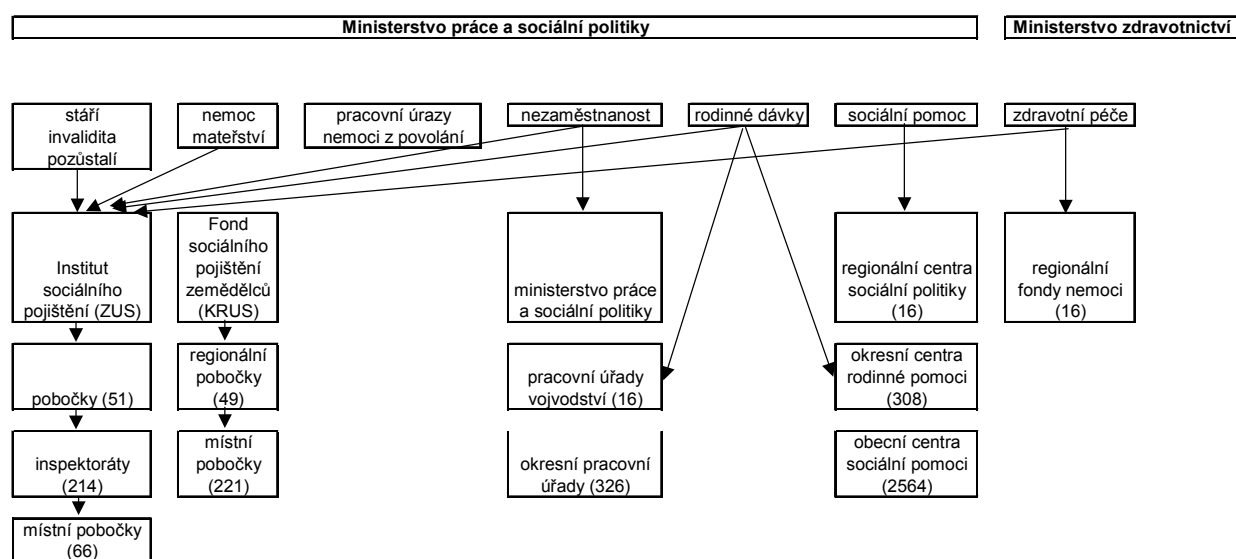 Ministerstvo práce a sociální politiky
Ministerstvo zdravotnictví
stáří
invalidita
pozůstalí
nemoc
mateřství
pracovní úrazy
nemoci z povolání
nezaměstnanost
rodinné dávky
sociální pomoc
zdravotní péče
Institut
sociálního
pojištění (ZUS)
Fond
sociálního
pojištění
zemědělců
(KRUS)
ministerstvo práce
a sociální politiky
regionální centra
sociální politiky
(16)
regionální
fondy nemoci
(16)
pobočky (51)
regionální
pobočky
(49)
pracovní úřady
vojvodství (16)
okresní centra
rodinné pomoci
(308)
inspektoráty
(214)
místní
pobočky
(221)
okresní pracovní
úřady (326)
obecní centra
sociální pomoci
(2564)
místní pobočky
(66)